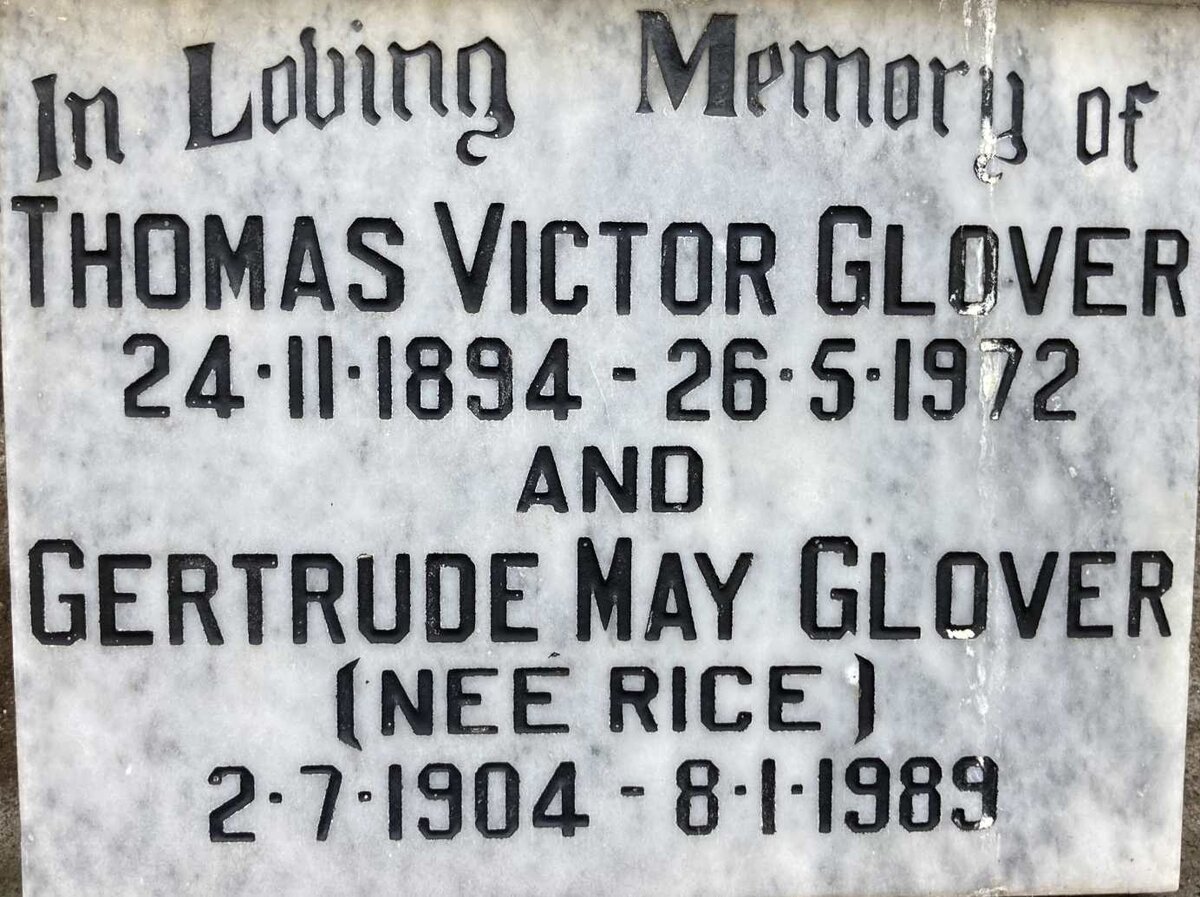 In Loving Memory of
THOMAS VICTOR GLOVER
24·11·1894 - 26·5·1972
AND
GERTRUDE MAY GLOVER
(NEÉ RICE)
2·7·1904 - 8·1·1989